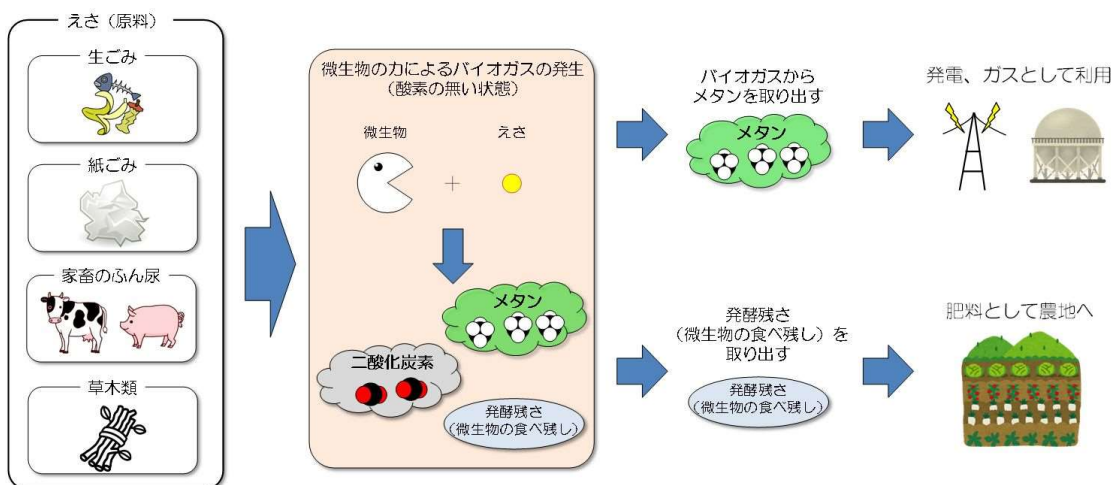 えさ（原料）
生ごみ
紙ごみ
家畜のふん尿
草木類
微生物の力によるバイオガスの発生
（酸素の無い状態）
微生物
えさ
+
メタン
二酸化炭素
発酵残さ
（微生物の食べ残し）
バイオガスから
メタンを取り出す
メタン
発電、ガスとして利用
発酵残さ
（微生物の食べ残し）を
取り出す
発酵残さ
（微生物の食べ残し）
肥料として農地へ